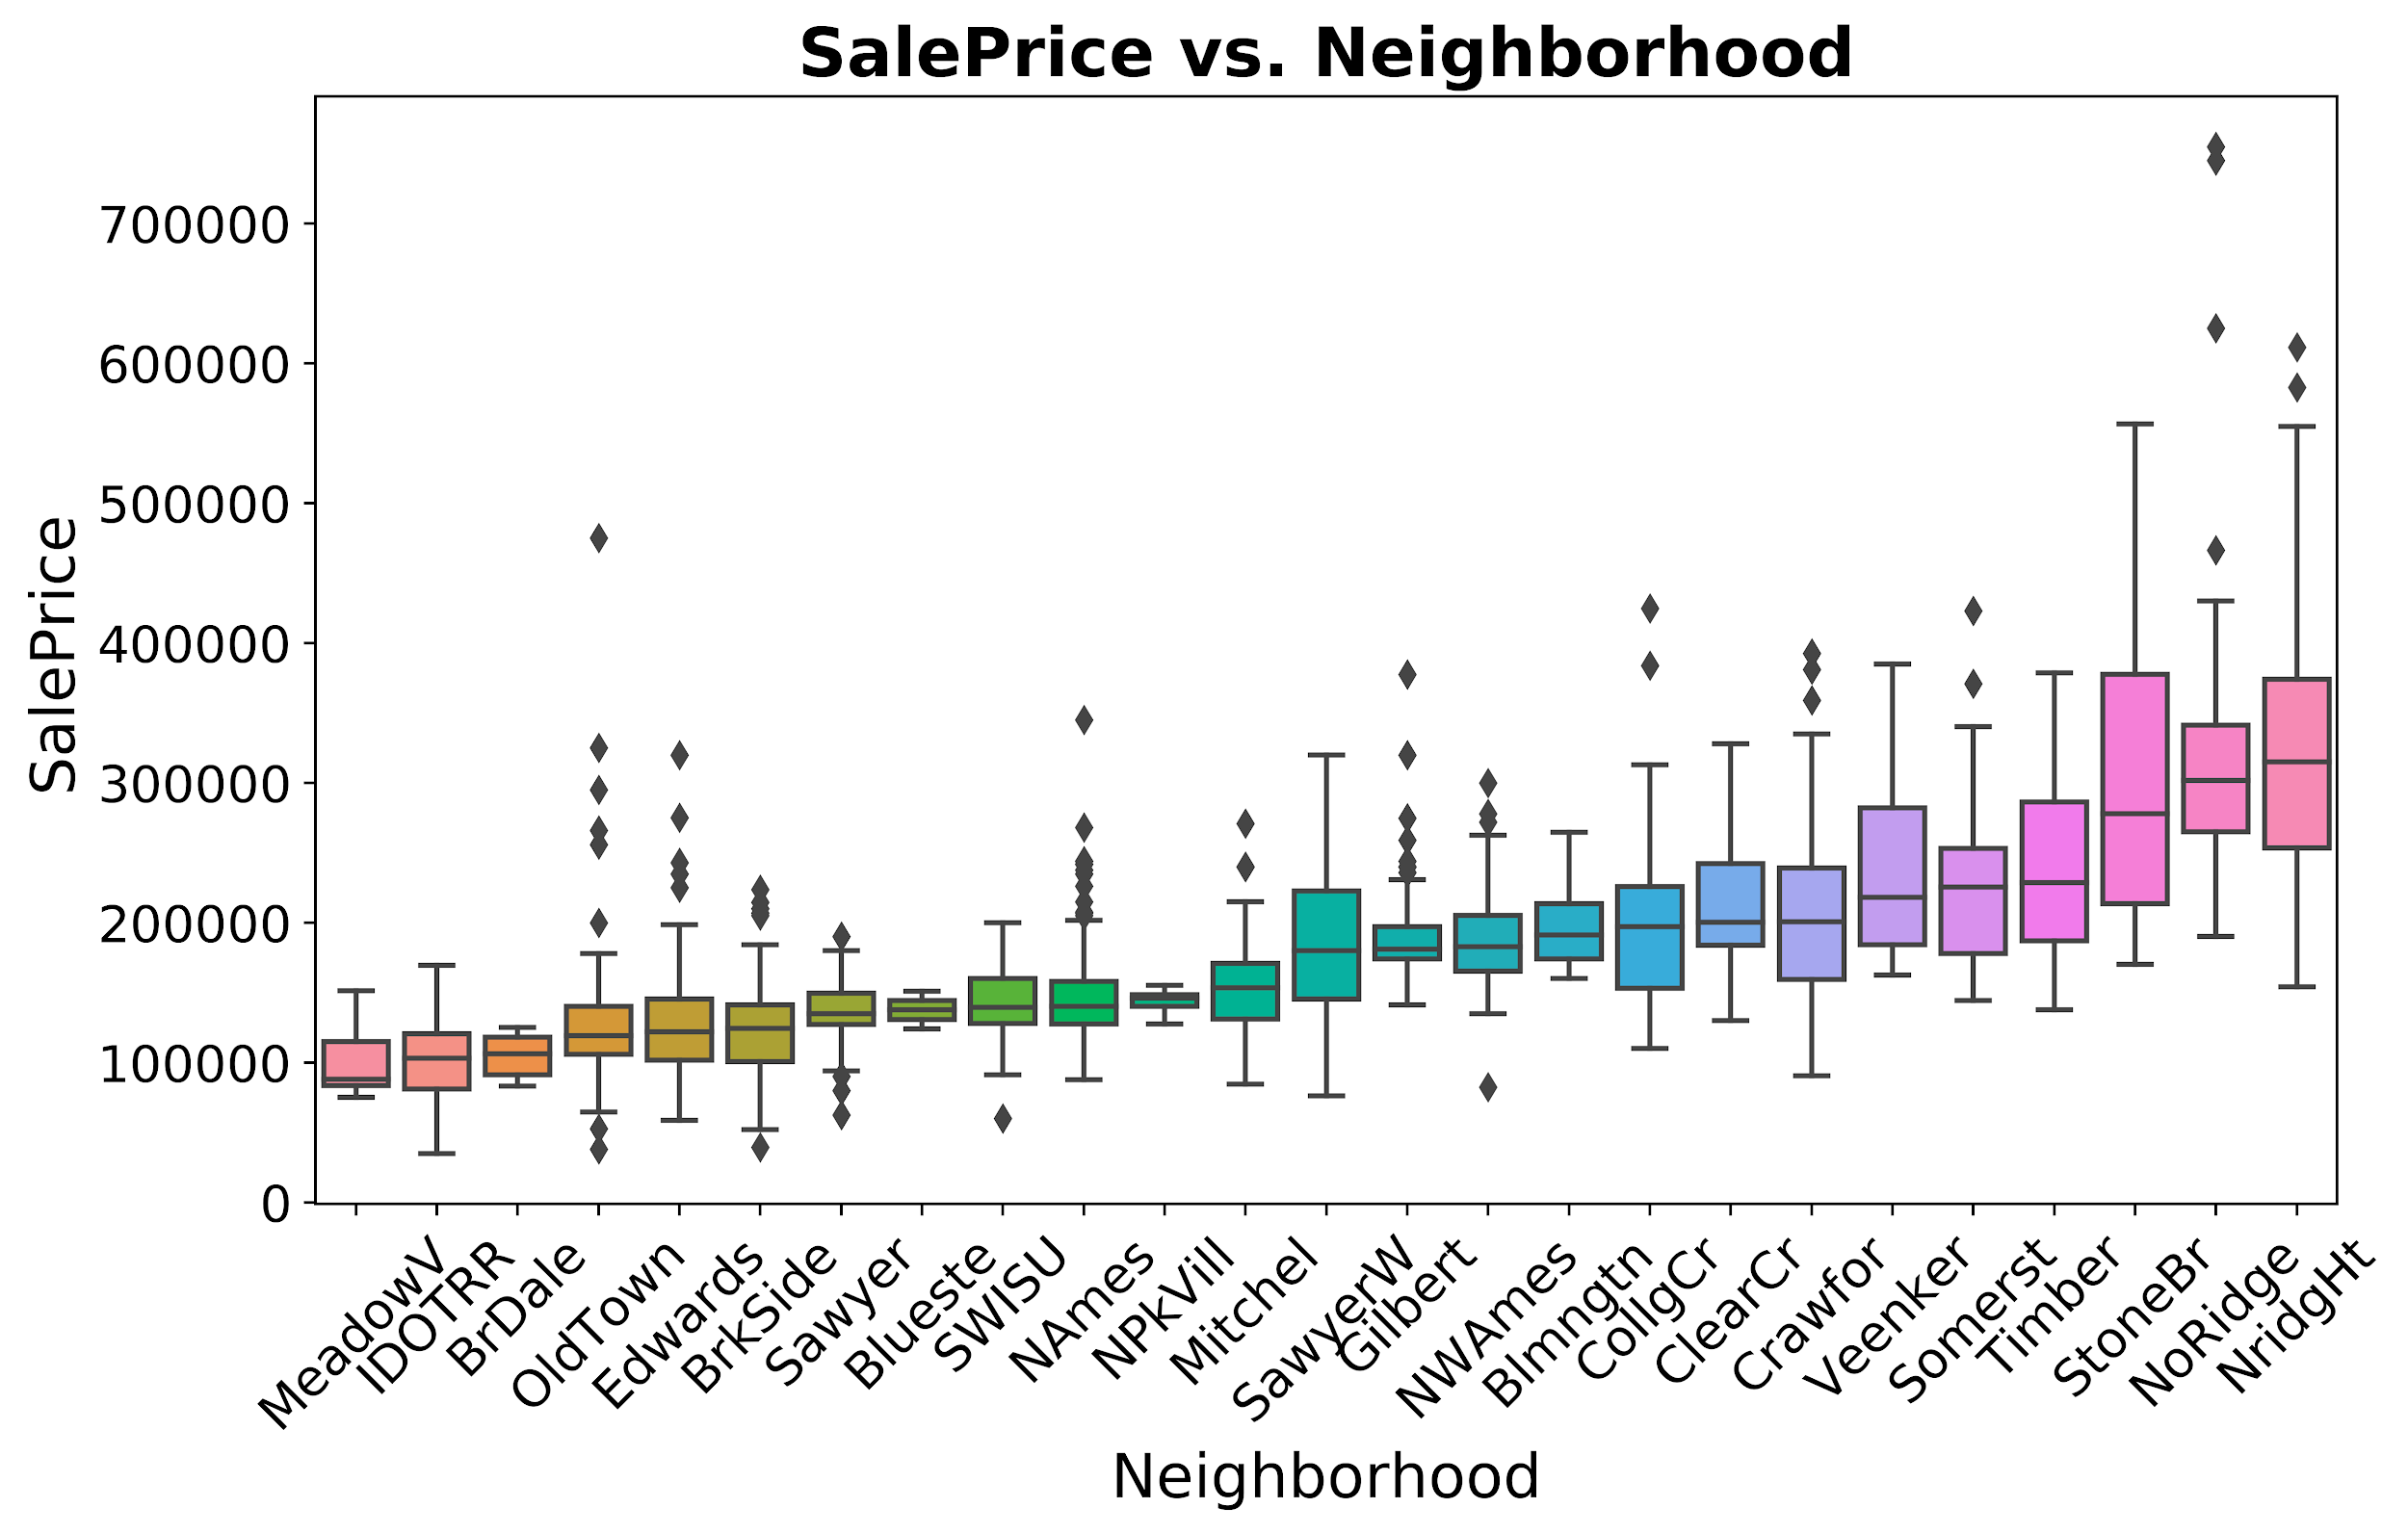 SalePrice vs. Neighborhood
SalePrice
700000
600000
500000
400000
300000
200000
100000
0
MeadowV
IDOTRR
BrDale
OldTown
Edwards
BrkSide
Sawyer
Blueste
SWISU
NAmes
NPkVill
Mitchel
SawyerW
Gilbert
NWAmes
Blmngtn
CollgCr
ClearCr
Crawfor
Veenker
Somerst
Timber
StoneBr
NoRidge
NridgHt
Neighborhood